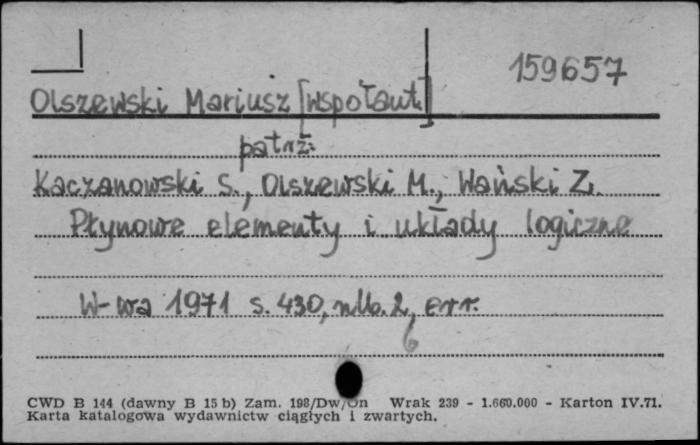 159657
Olszewski Mariusz [współaut.]
patrz:
Kaczanowski S., Olszewski M., Wański Z.
Płynowe elementy i układy logiczne
W-wa 1971 s. 430, nlb. 2, err.
6
CWD B 144 (dawny B 15 b) Zam. 198/Dw/On Wrak 239 - 1.660.000 - Karton IV.71.
Karta katalogowa wydawnictw ciągłych i zwartych.